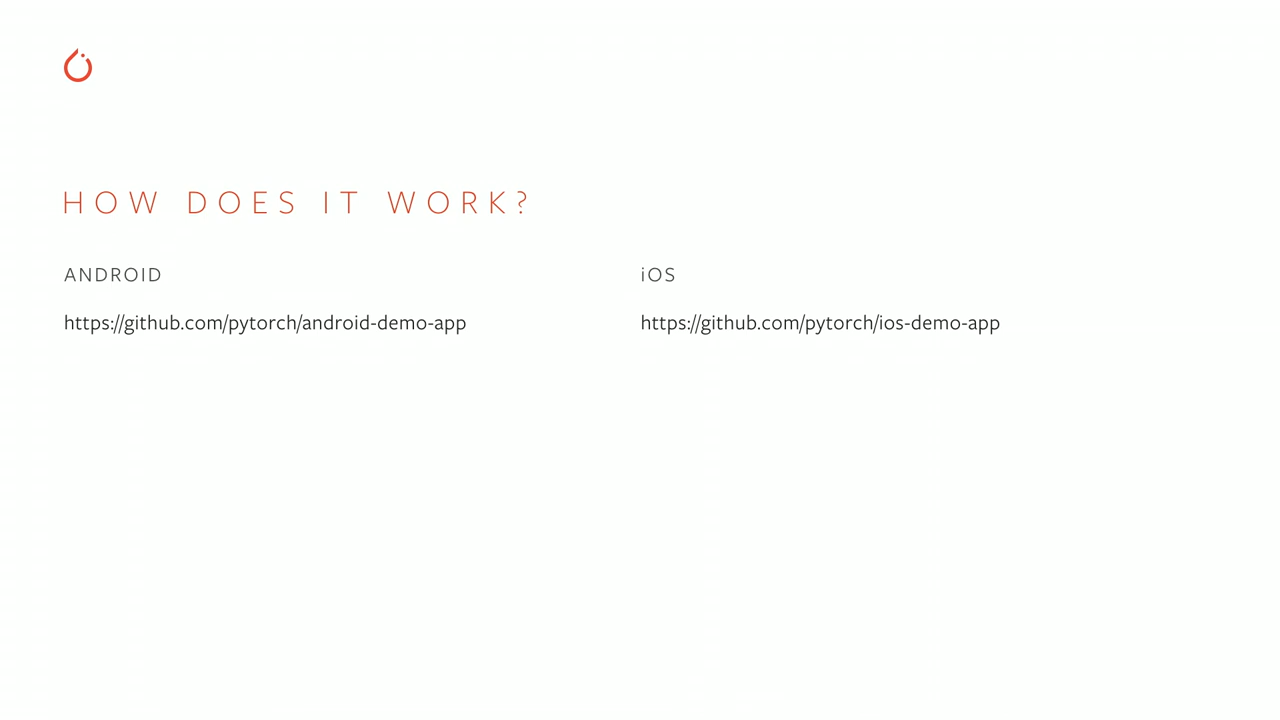 HOW DOES IT WORK?
ANDROID
https://github.com/pytorch/android-demo-app
iOS
https://github.com/pytorch/ios-demo-app